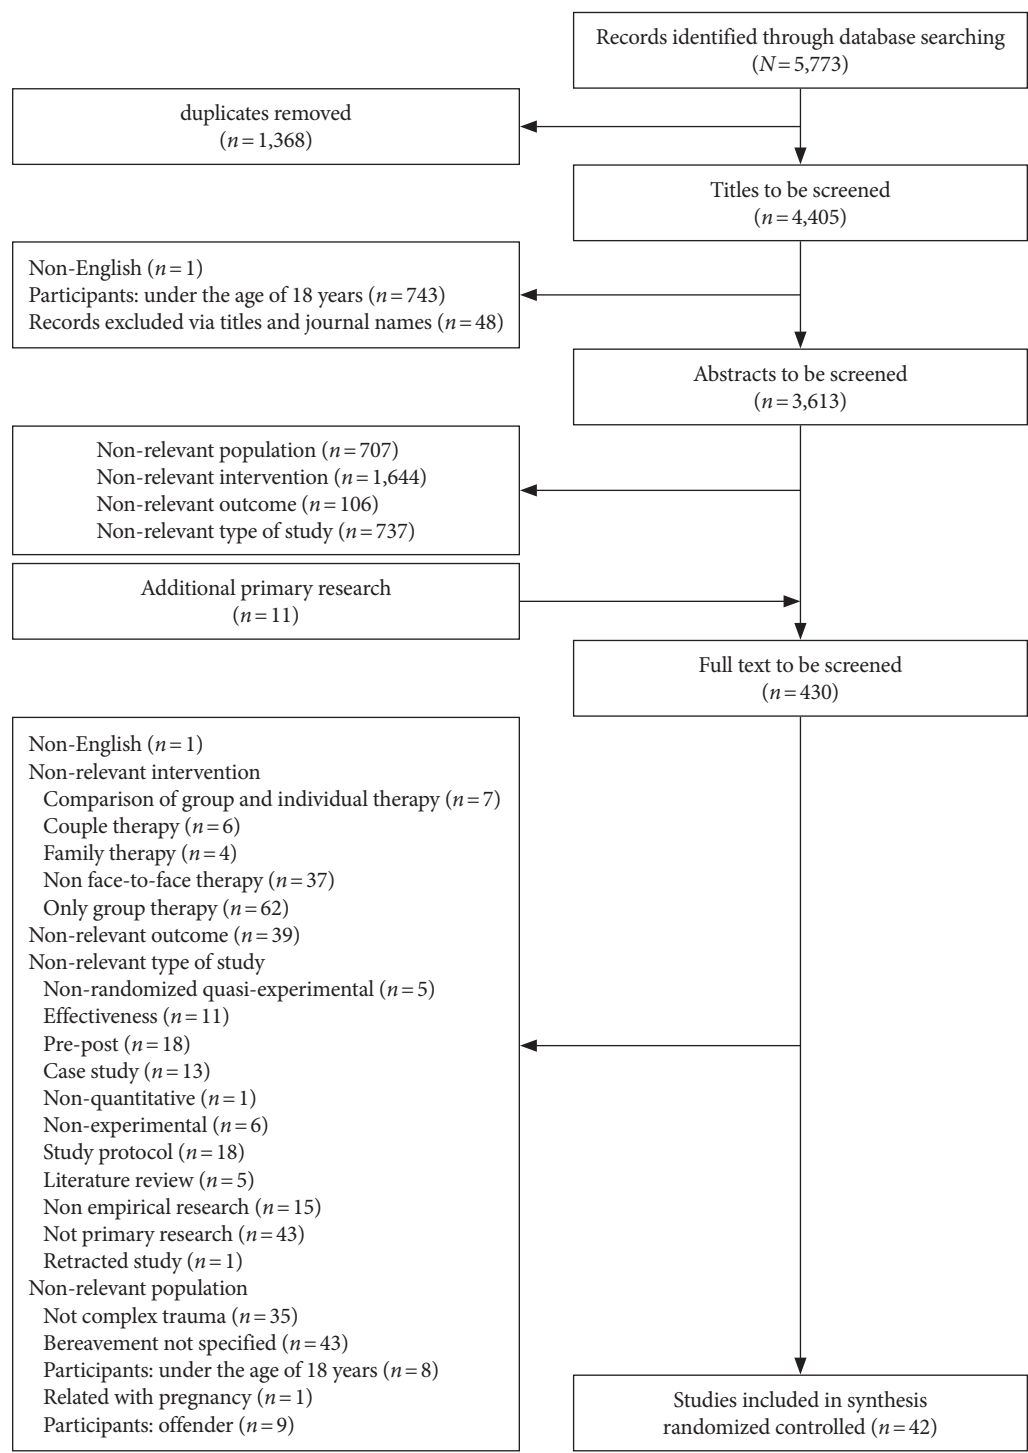 Records identified through database searching
(N = 5,773)
duplicates removed
(n = 1,368)
Titles to be screened
(n = 4,405)
Non-English (n = 1)
Participants: under the age of 18 years (n = 743)
Records excluded via titles and journal names (n = 48)
Abstracts to be screened
(n = 3,613)
Non-relevant population (n = 707)
Non-relevant intervention (n = 1,644)
Non-relevant outcome (n = 106)
Non-relevant type of study (n = 737)
Additional primary research
(n = 11)
Full text to be screened
(n = 430)
Non-English (n = 1)
Non-relevant intervention
Comparison of group and individual therapy (n = 7)
Couple therapy (n = 6)
Family therapy (n = 4)
Non face-to-face therapy (n = 37)
Only group therapy (n = 62)
Non-relevant outcome (n = 39)
Non-relevant type of study
Non-randomized quasi-experimental (n = 5)
Effectiveness (n = 11)
Pre-post (n = 18)
Case study (n = 13)
Non-quantitative (n = 1)
Non-experimental (n = 6)
Study protocol (n = 18)
Literature review (n = 5)
Non empirical research (n = 15)
Not primary research (n = 43)
Retracted study (n = 1)
Non-relevant population
Not complex trauma (n = 35)
Bereavement not specified (n = 43)
Participants: under the age of 18 years (n = 8)
Related with pregnancy (n = 1)
Participants: offender (n = 9)
Studies included in synthesis
randomized controlled (n = 42)